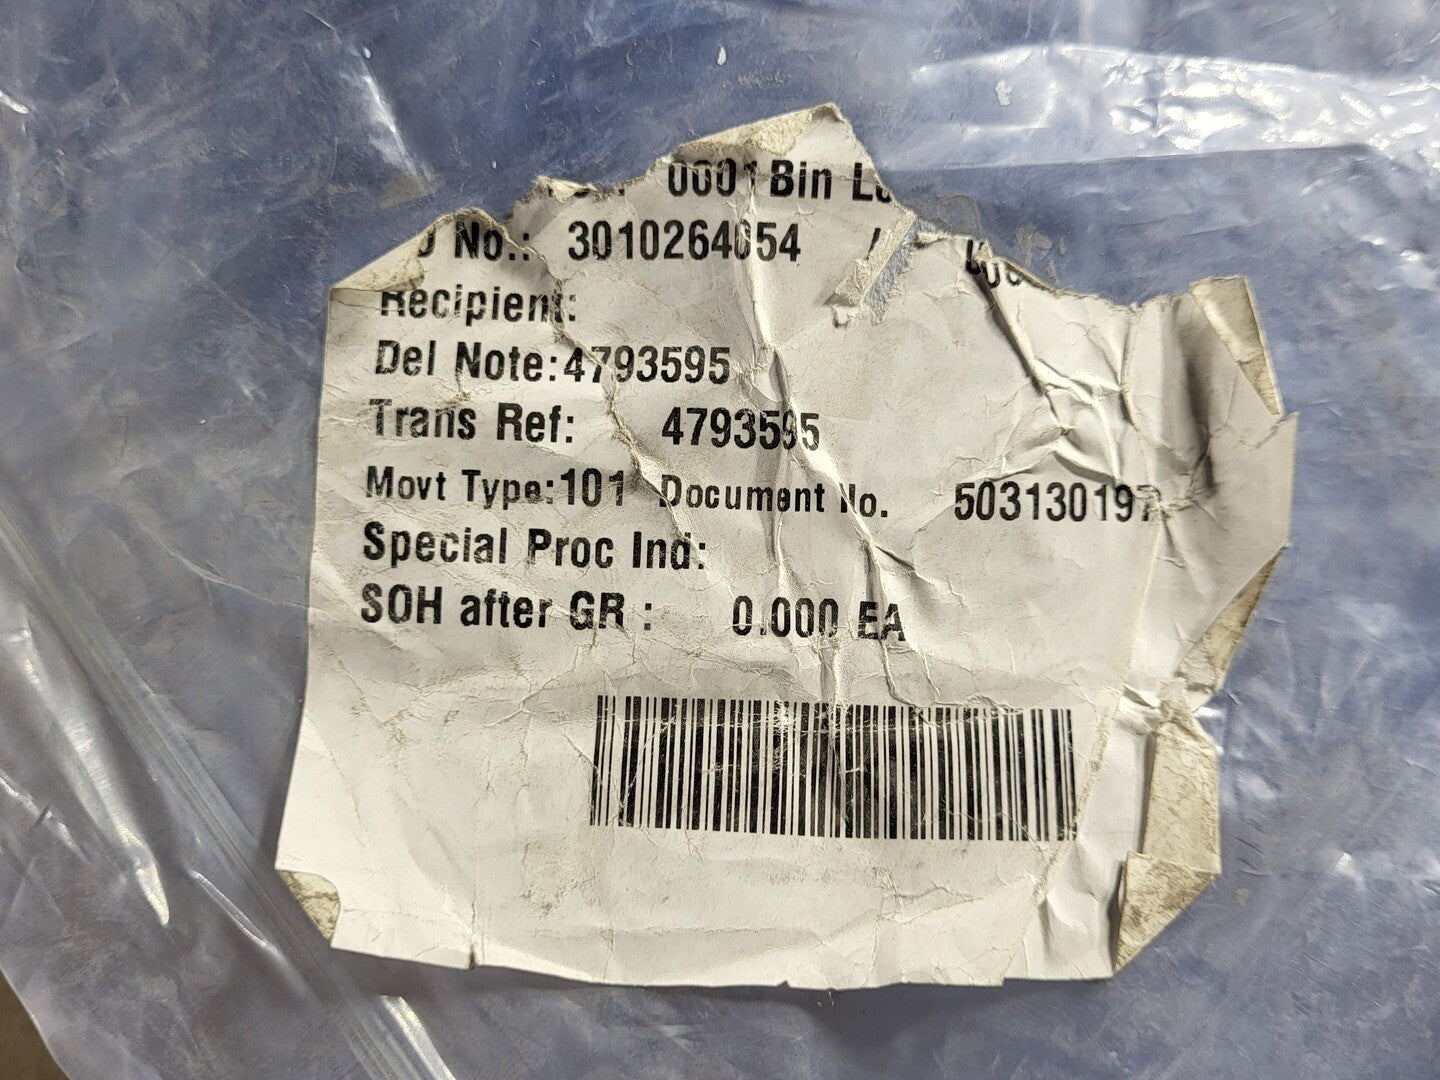 0001 Bin
No.: 3010264054
Recipient:
Del Note:4793595
Trans Ref: 4793595
Movt Type:101 Document No. 503130197
Special Proc Ind:
SOH after GR : 0.000 EA